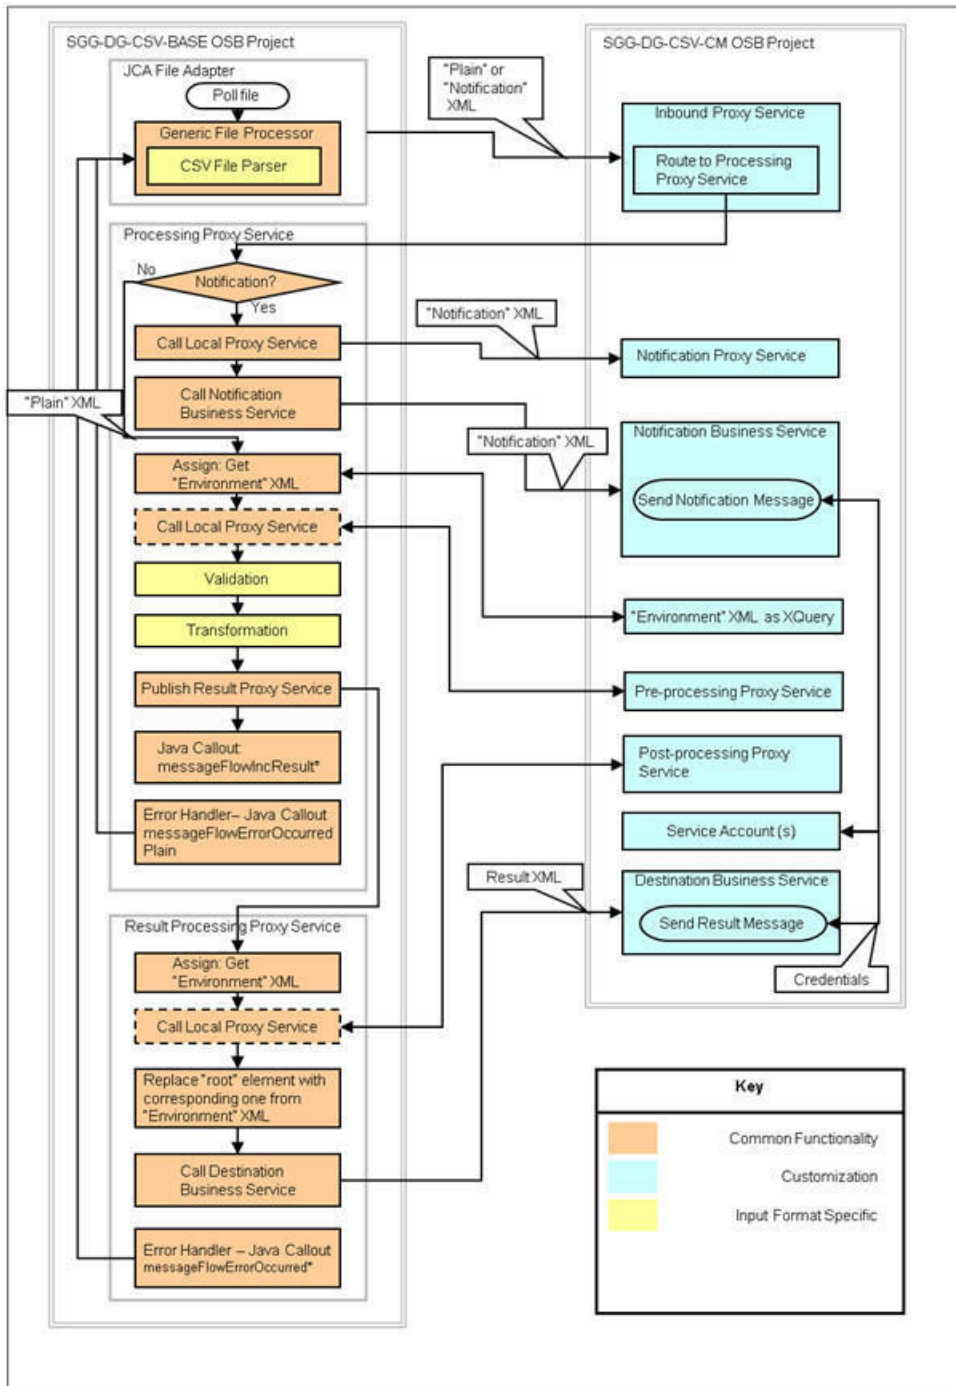 SGG-DG-CSV-BASE OSB Project
JCA File Adapter
Poll file
Generic File Processor
CSV File Parser
"Plain" or
"Notification"
XML
SGG-DG-CSV-CM OSB Project
Inbound Proxy Service
Route to Processing
Proxy Service
Processing Proxy Service
No
Notification?
Yes
Call Local Proxy Service
"Notification" XML
Notification Proxy Service
"Plain" XML
Call Notification
Business Service
"Notification" XML
Notification Business Service
Send Notification Message
Assign: Get
"Environment" XML
Call Local Proxy Service
Validation
Transformation
"Environment" XML as XQuery
Publish Result Proxy Service
Pre-processing Proxy Service
Java Callout:
messageFlowIncResult*
Post-processing Proxy
Service
Error Handler– Java Callout
messageFlowErrorOccurred
Plain
Service Account (s)
Result XML
Destination Business Service
Send Result Message
Credentials
Result Processing Proxy Service
Assign: Get
"Environment" XML
Call Local Proxy Service
Replace "root" element with
corresponding one from
"Environment" XML
Call Destination
Business Service
Error Handler – Java Callout
messageFlowErrorOccurred*
Key
Common Functionality
Customization
Input Format Specific